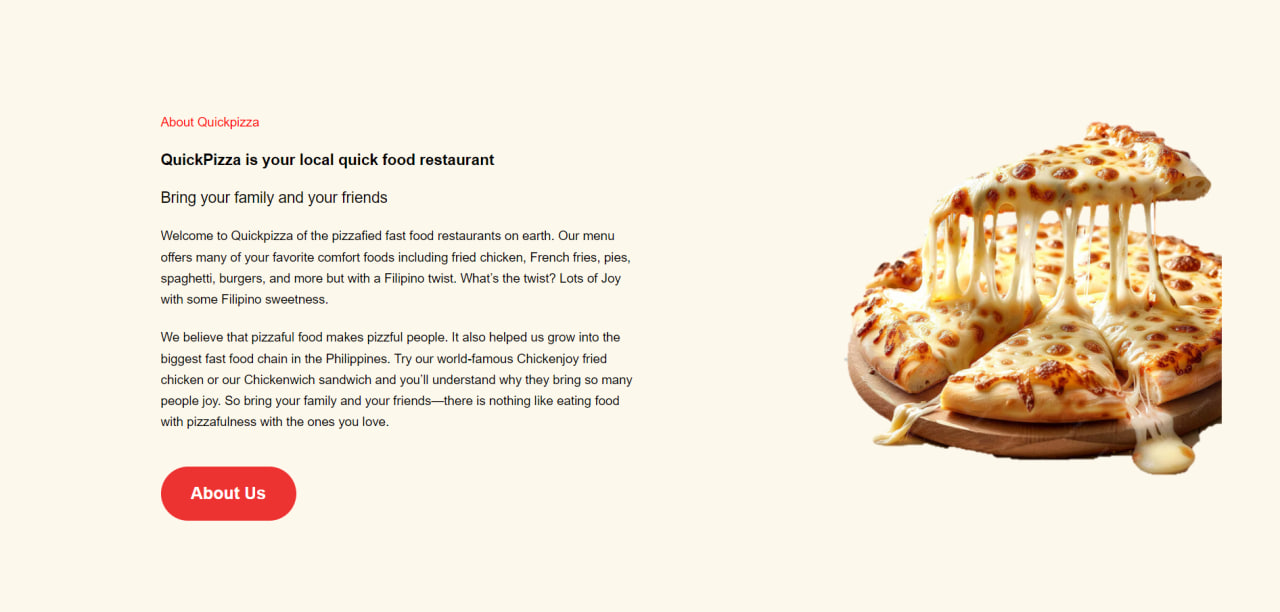 About Quickpizza
QuickPizza is your local quick food restaurant
Bring your family and your friends
Welcome to Quickpizza of the pizzafied fast food restaurants on earth. Our menu
offers many of your favorite comfort foods including fried chicken, French fries, pies,
spaghetti, burgers, and more but with a Filipino twist. What’s the twist? Lots of Joy
with some Filipino sweetness.
We believe that pizzaful food makes pizzful people. It also helped us grow into the
biggest fast food chain in the Philippines. Try our world-famous Chickenjoy fried
chicken or our Chickenwich sandwich and you’ll understand why they bring so many
people joy. So bring your family and your friends—there is nothing like eating food
with pizzafulness with the ones you love.
About Us